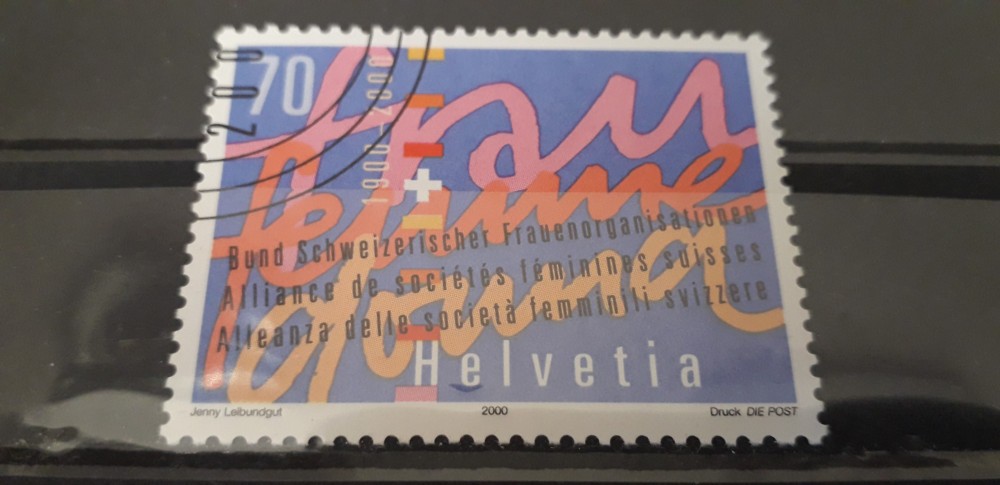 200
70
1900-2000
frau
femme
donna
Bund Schweizerischer Frauenorganisationen
Alliance de sociétés féminines suisses
Alleanza delle società femminili svizzere
Helvetia
Jenny Leibundgut 2000 Druck DIE POST